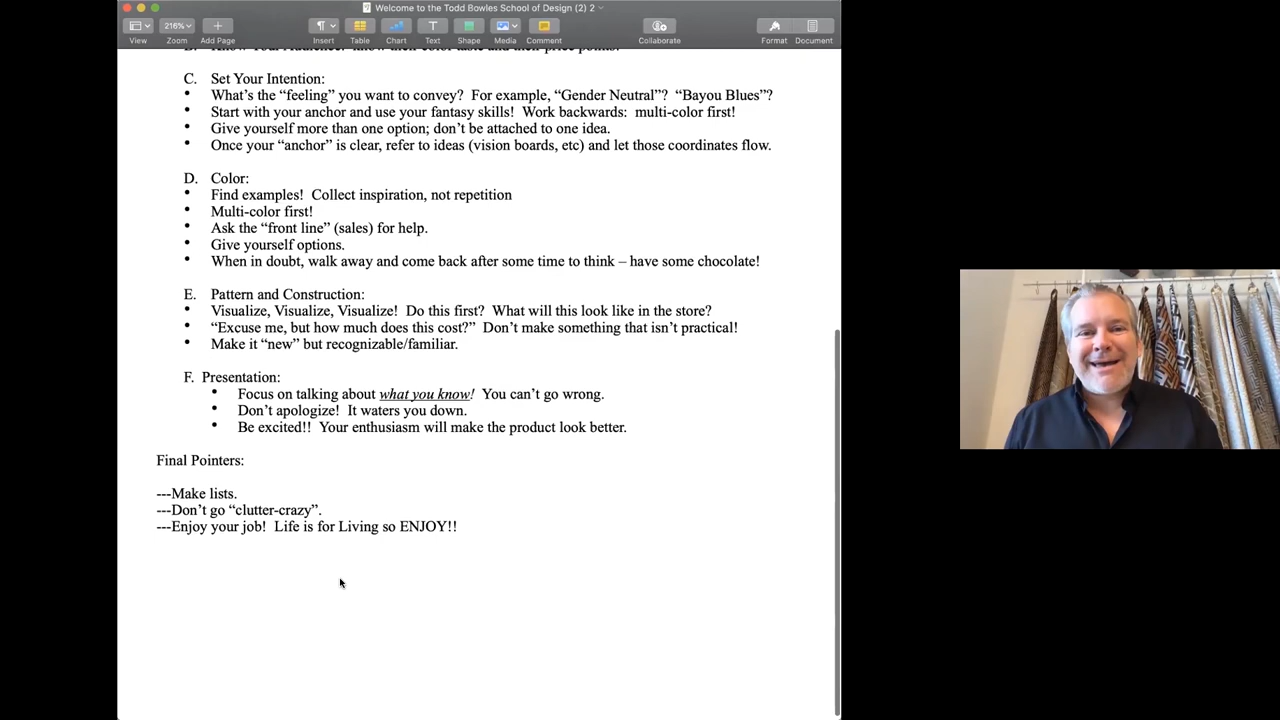 Welcome to the Todd Bowles School of Design (2) 2
216%
View
Zoom
Add Page
Insert
Table
Chart
Text
Shape
Media
Comment
Collaborate
Format
Document
C. Set Your Intention:
• What's the “feeling” you want to convey? For example, “Gender Neutral”? “Bayou Blues”?
• Start with your anchor and use your fantasy skills! Work backwards: multi-color first!
• Give yourself more than one option; don't be attached to one idea.
• Once your “anchor” is clear, refer to ideas (vision boards, etc) and let those coordinates flow.
D. Color:
• Find examples! Collect inspiration, not repetition
• Multi-color first!
• Ask the “front line” (sales) for help.
• Give yourself options.
• When in doubt, walk away and come back after some time to think – have some chocolate!
E. Pattern and Construction:
• Visualize, Visualize, Visualize! Do this first? What will this look like in the store?
• “Excuse me, but how much does this cost?” Don't make something that isn't practical!
• Make it “new” but recognizable/familiar.
F. Presentation:
• Focus on talking about what you know! You can't go wrong.
• Don't apologize! It waters you down.
• Be excited!! Your enthusiasm will make the product look better.
Final Pointers:
---Make lists.
---Don't go “clutter-crazy”.
---Enjoy your job! Life is for Living so ENJOY!!